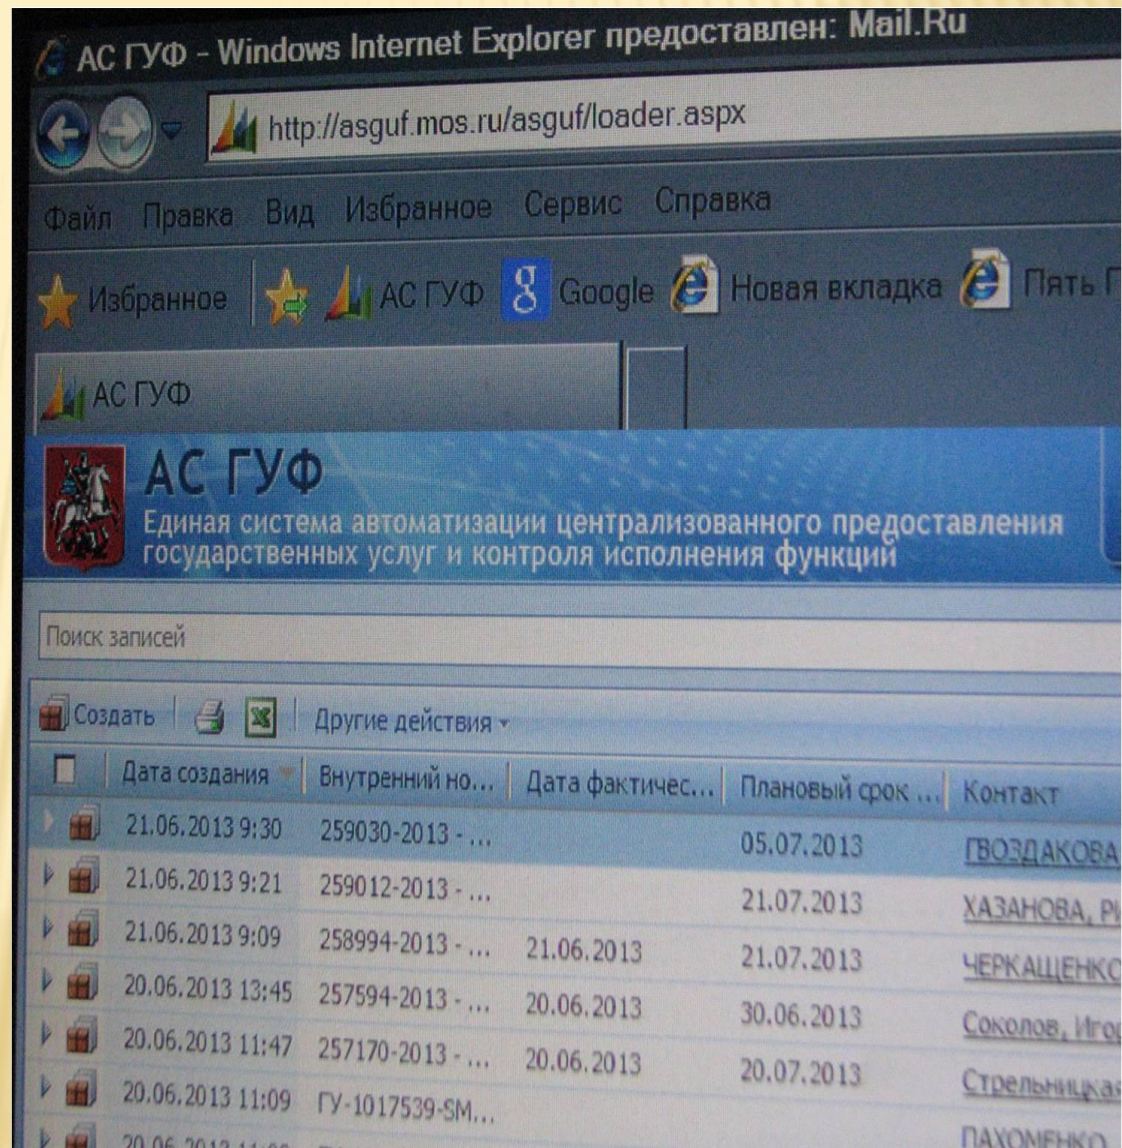 АС ГУФ - Windows Internet Explorer предоставлен: Mail.Ru
http://asguf.mos.ru/asguf/loader.aspx
Файл Правка Вид Избранное Сервис Справка
Избранное АС ГУФ Google Новая вкладка Пять
АС ГУФ
АС ГУФ
Единая система автоматизации централизованного предоставления
государственных услуг и контроля исполнения функций
Поиск записей
Создать Другие действия
Дата создания Внутренний но... Дата фактичес... Плановый срок ... Контакт
21.06.2013 9:30 259030-2013 - ... 05.07.2013 ГВОЗДАКОВА
21.06.2013 9:21 259012-2013 - ... 21.07.2013 ХАЗАНОВА,
21.06.2013 9:09 258994-2013 - ... 21.06.2013 21.07.2013 ЧЕРКАЩЕНКО
20.06.2013 13:45 257594-2013 - ... 20.06.2013 30.06.2013 Соколов,
20.06.2013 11:47 257170-2013 - ... 20.06.2013 20.07.2013 Стрельницкая
20.06.2013 11:09 ГУ-1017539-SM... ПАХОМЕНКО